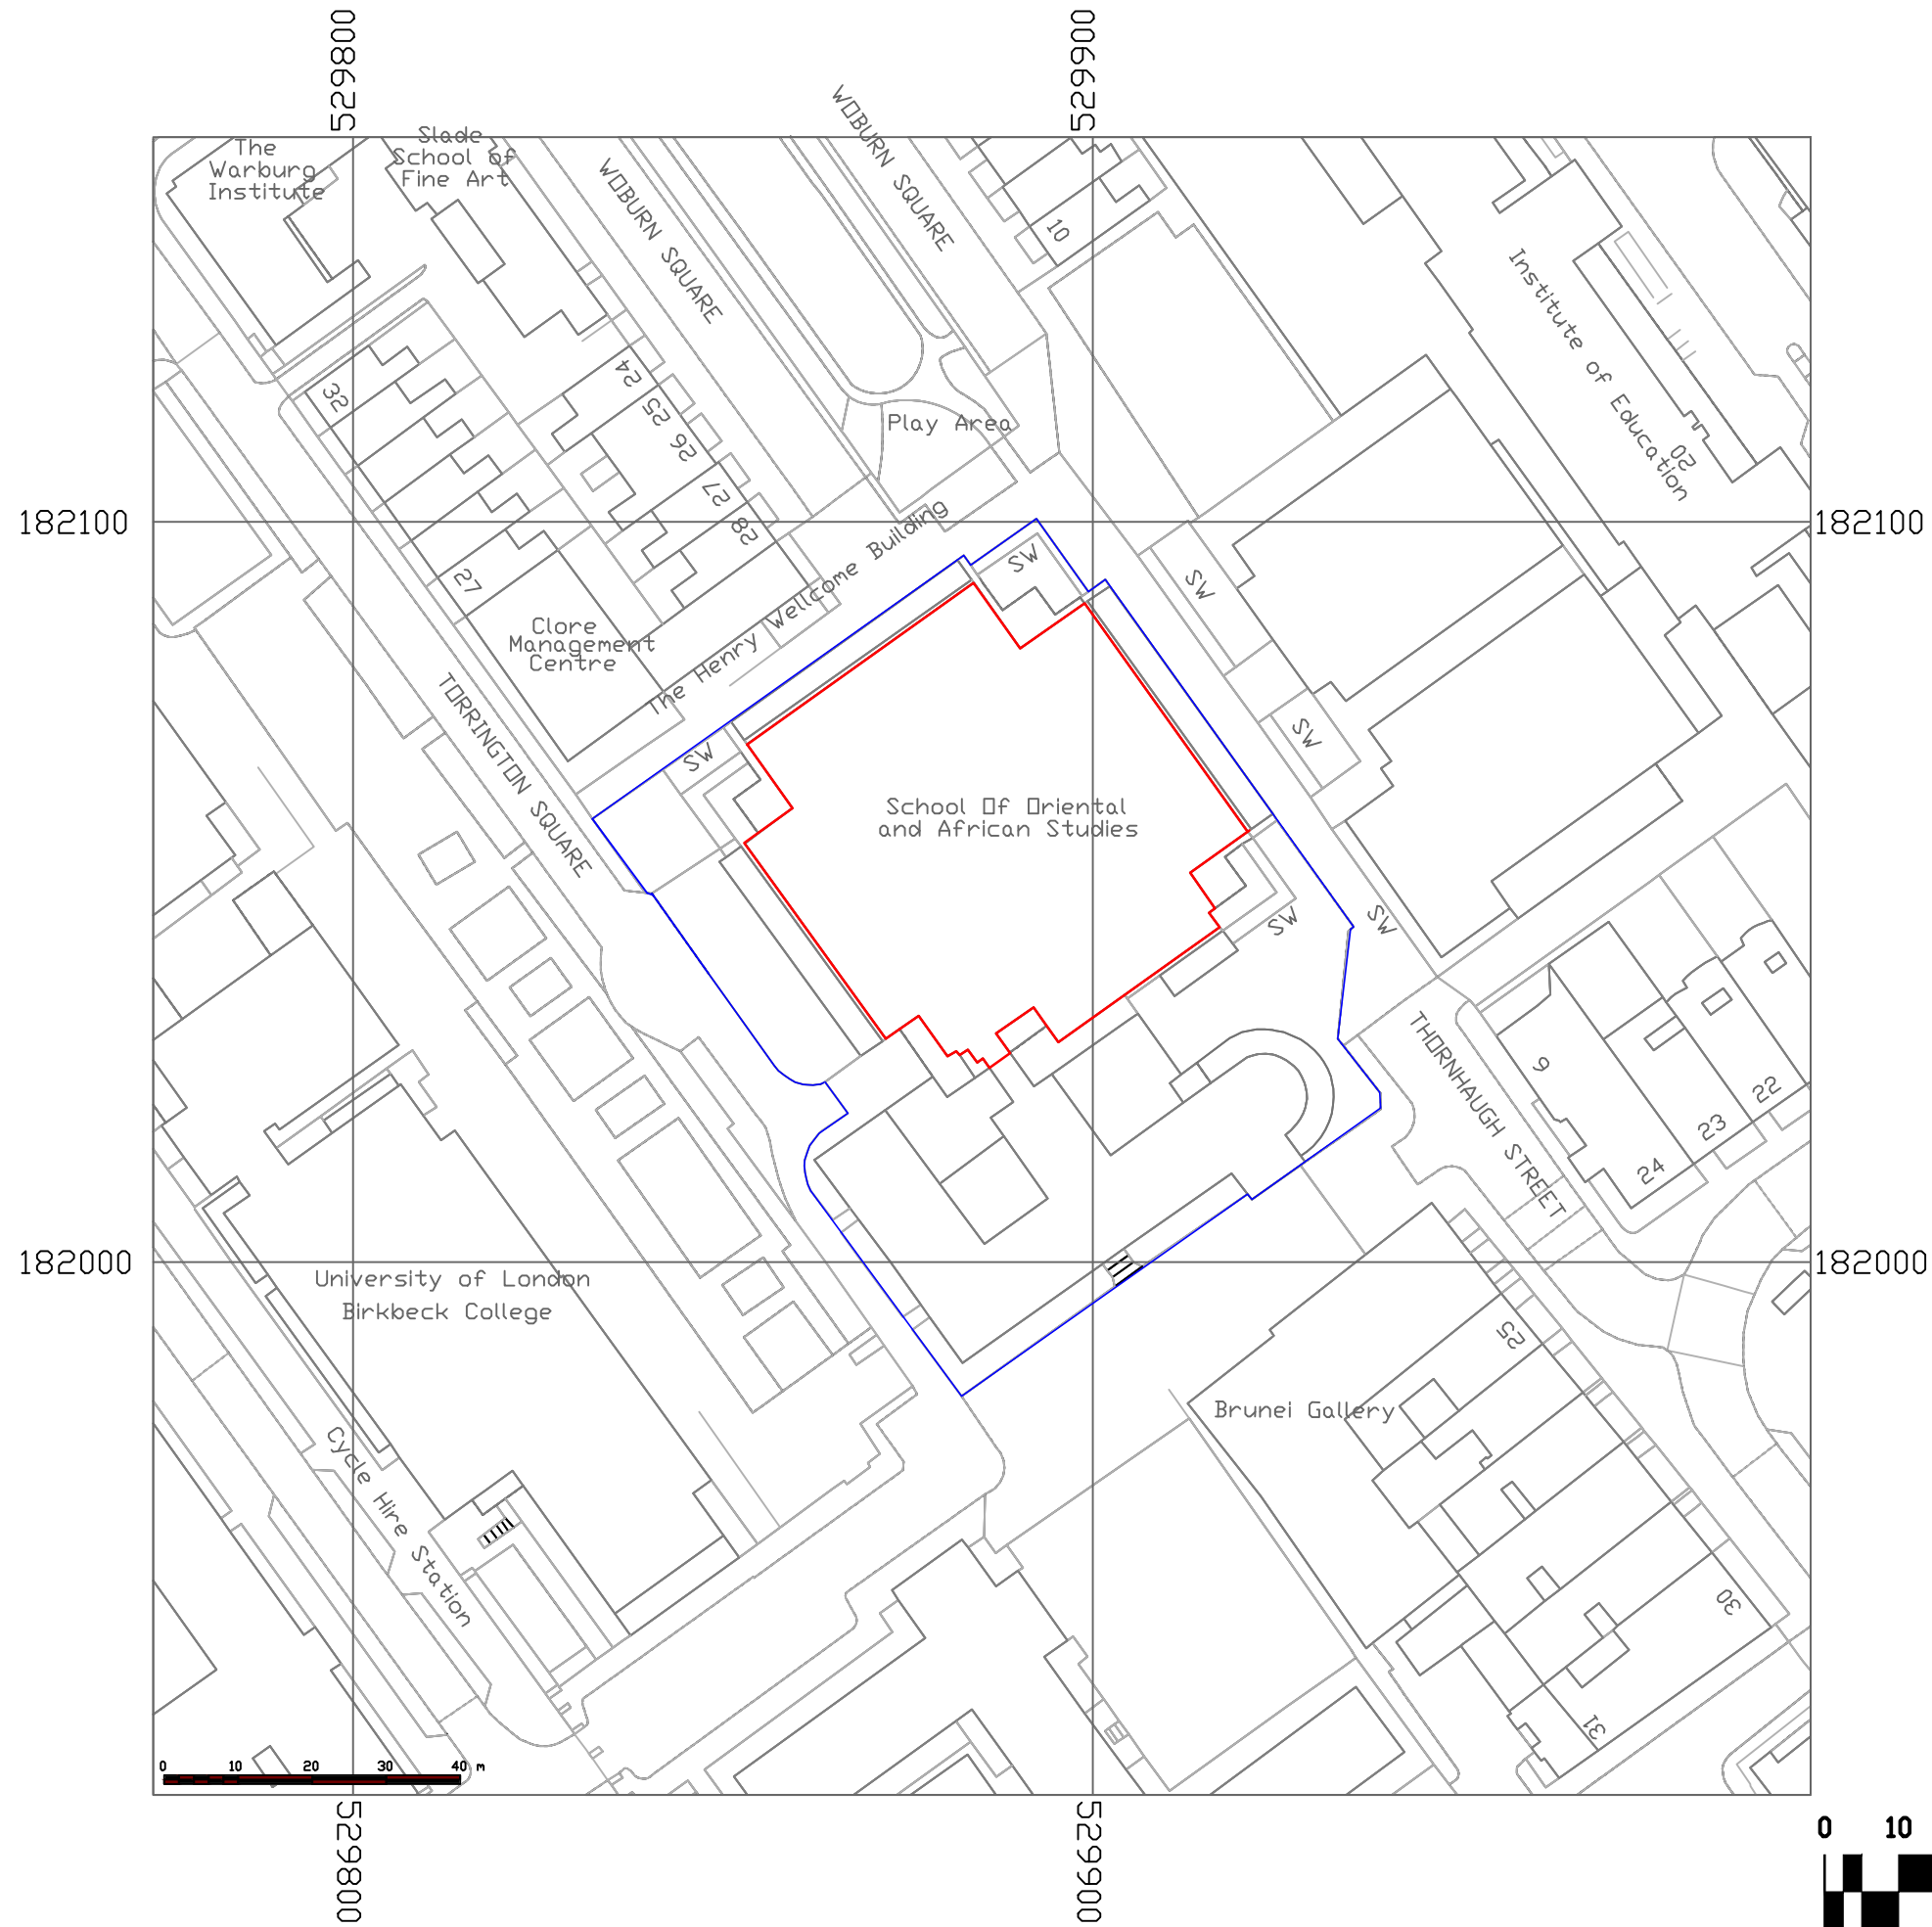 529800
529900
The
Warburg
Institute
Slade
School of
Fine Art
WOBURN SQUARE
WOBURN SQUARE
10
Institute of Education
20
32
24
25
26
27
28
Play Area
182100
182100
27
The Henry Wellcome Building
SW
SW
Clore
Management
Centre
TORRINGTON SQUARE
SW
SW
School Of Oriental
and African Studies
SW
SW
THORNHAUGH STREET
9
22
23
24
182000
182000
University of London
Birkbeck College
25
Brunei Gallery
Cycle Hire Station
30
31
0 10 20 30 40 m
529800
529900
0 10